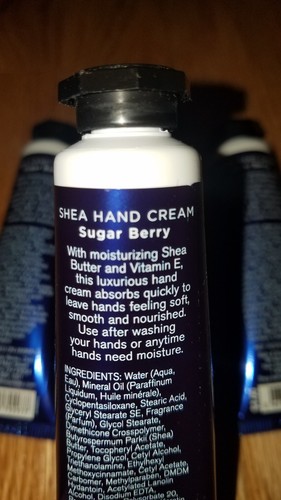 SHEA HAND CREAM
Sugar Berry
With moisturizing Shea
Butter and Vitamin E,
this luxurious hand
cream absorbs quickly to
leave hands feeling soft,
smooth and nourished.
Use after washing
your hands or anytime
hands need moisture.
INGREDIENTS: Water (Aqua,
Eau), Mineral Oil (Paraffinum
Liquidum, Huile minérale),
Cyclopentasiloxane, Stearic Acid,
Glyceryl Stearate SE, Fragrance
(Parfum), Glycol Stearate,
Dimethicone Crosspolymer,
Butyrospermum Parkii (Shea)
Butter, Tocopheryl Acetate,
Propylene Glycol, Cetyl Alcohol,
Triethanolamine, Ethylhexyl
Methoxycinnamate, Cetyl Acetate,
Carbomer, Methylparaben, DMDM
Hydantoin, Acetylated Lanolin
Alcohol, Disodium EDTA,
20,